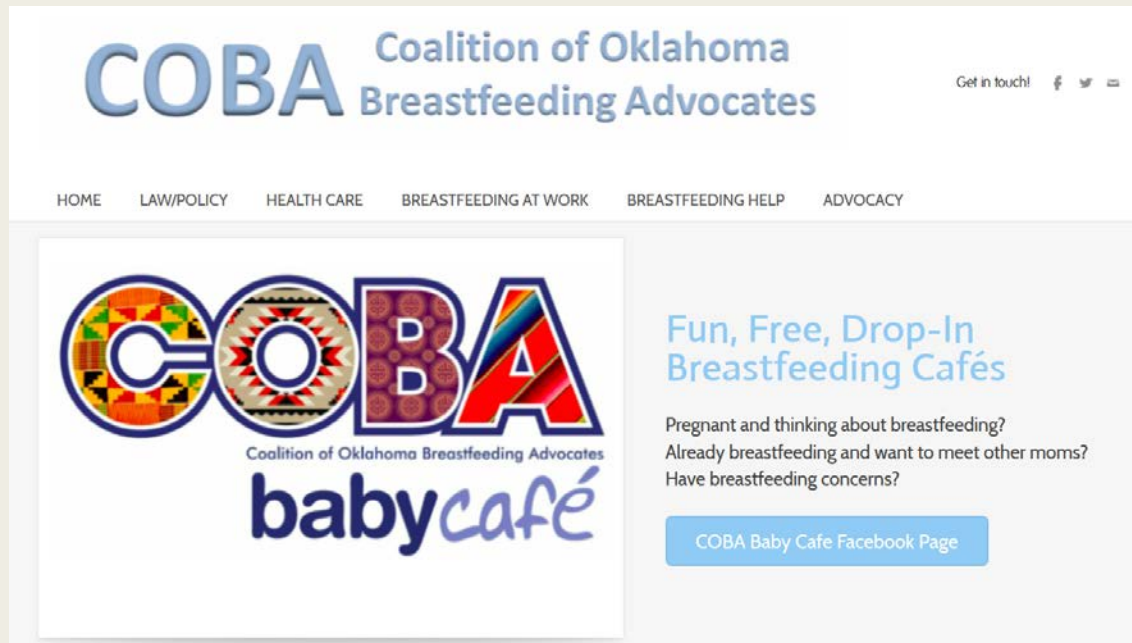 COBA Coalition of Oklahoma
Breastfeeding Advocates
Get in touch!
HOME LAW/POLICY HEALTH CARE BREASTFEEDING AT WORK BREASTFEEDING HELP ADVOCACY
COBA
Coalition of Oklahoma Breastfeeding Advocates
babycafé
Fun, Free, Drop-In
Breastfeeding Cafés
Pregnant and thinking about breastfeeding?
Already breastfeeding and want to meet other moms?
Have breastfeeding concerns?
COBA Baby Cafe Facebook Page